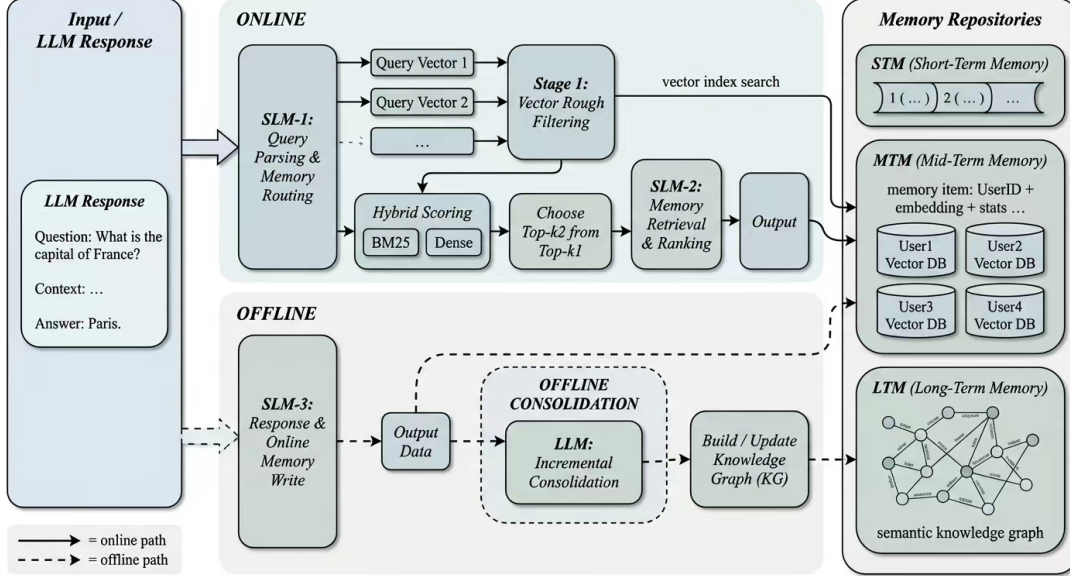 Input /
LLM Response
LLM Response
Question: What is the
capital of France?
Context: …
Answer: Paris.
= online path
= offline path
ONLINE
SLM-1:
Query
Parsing &
Memory
Routing
Query Vector 1
Query Vector 2
…
Stage 1:
Vector Rough
Filtering
vector index search
Hybrid Scoring
BM25
Dense
Choose
Top-k2 from
Top-k1
SLM-2:
Memory
Retrieval
& Ranking
Output
OFFLINE
SLM-3:
Response &
Online
Memory
Write
Output
Data
OFFLINE
CONSOLIDATION
LLM:
Incremental
Consolidation
Build / Update
Knowledge
Graph (KG)
Memory Repositories
STM (Short-Term Memory)
1 (…) 2 (…) …
MTM (Mid-Term Memory)
memory item: UserID +
embedding + stats …
User1
Vector DB
User2
Vector DB
User3
Vector DB
User4
Vector DB
LTM (Long-Term Memory)
semantic knowledge graph